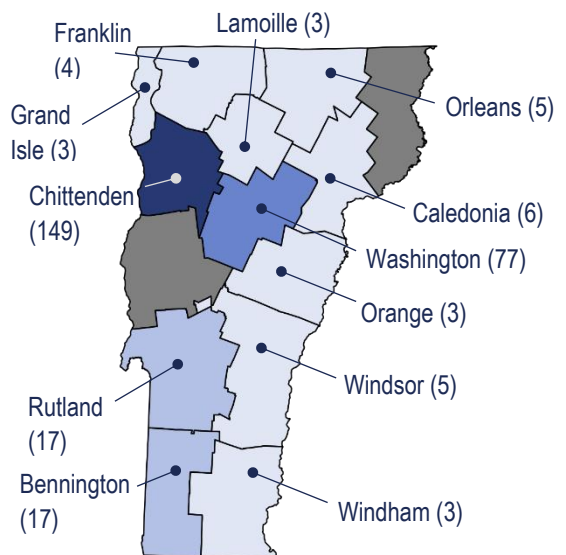 Lamoille (3)
Franklin
(4)
Orleans (5)
Grand
Isle (3)
Chittenden
(149)
Caledonia (6)
Washington (77)
Orange (3)
Windsor (5)
Rutland
(17)
Bennington
(17)
Windham (3)